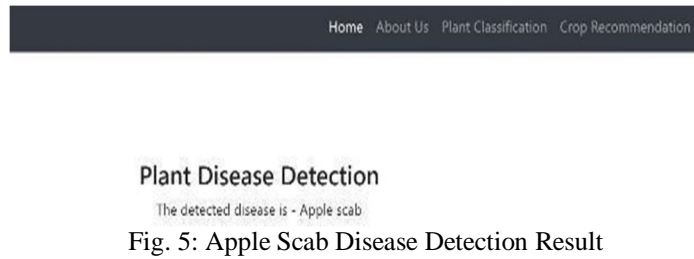 Home About Us Plant Classification Crop Recommendation
Plant Disease Detection
The detected disease is - Apple scab
Fig. 5: Apple Scab Disease Detection Result